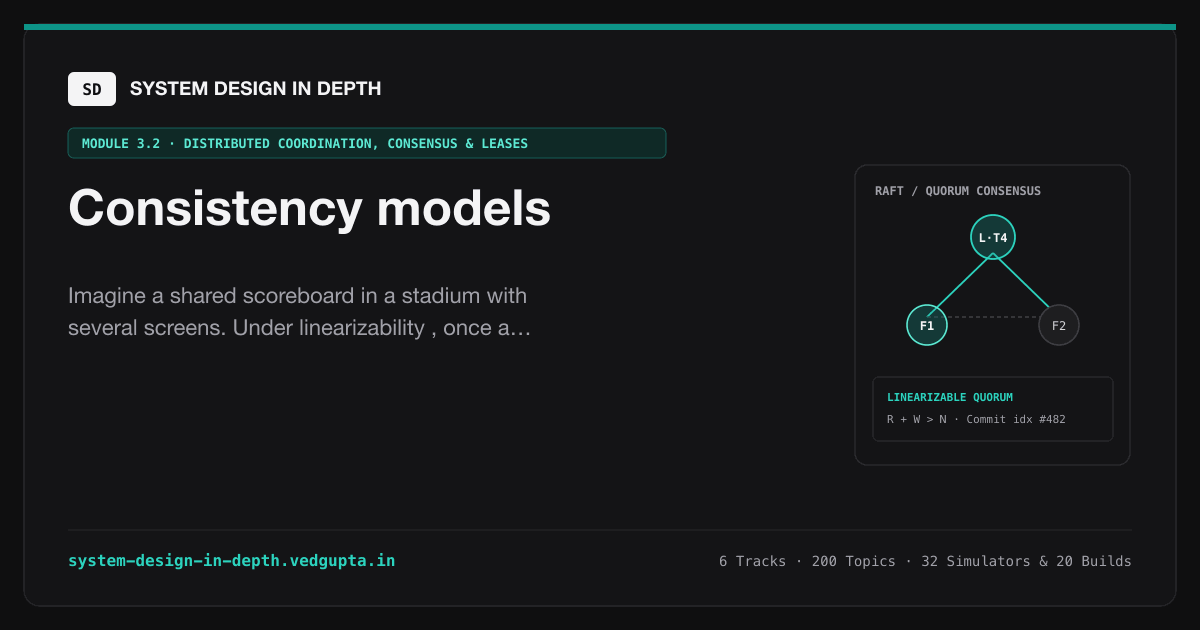 SD SYSTEM DESIGN IN DEPTH
MODULE 3.2 · DISTRIBUTED COORDINATION, CONSENSUS & LEASES
Consistency models
Imagine a shared scoreboard in a stadium with
several screens. Under linearizability , once a…
RAFT / QUORUM CONSENSUS
L·T4
F1 F2
LINEARIZABLE QUORUM
R + W > N · Commit idx #482
system-design-in-depth.vedgupta.in
6 Tracks · 200 Topics · 32 Simulators & 20 Builds